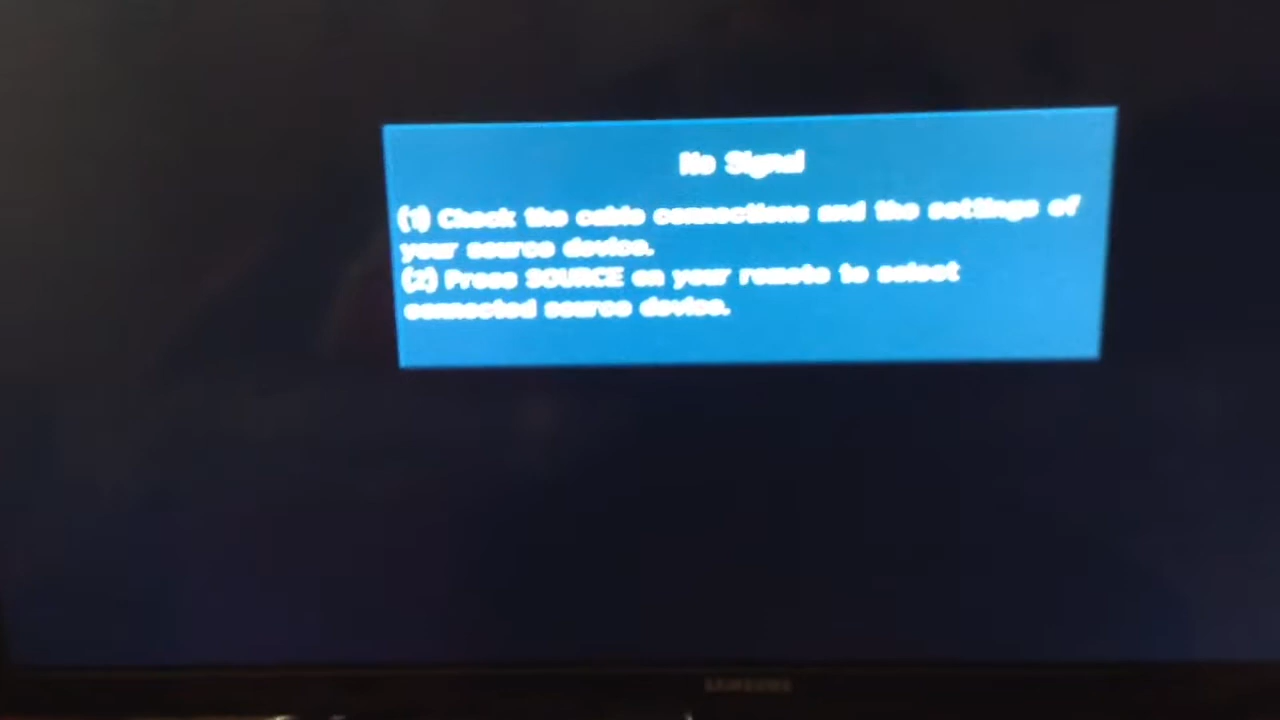 No Signal
(1) Check the cable connections and the settings of
your source device.
(2) Press SOURCE on your remote to select
connected source device.
SAMSUNG